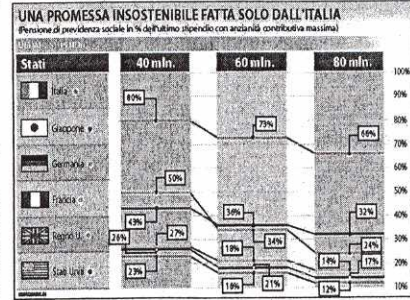 UNA PROMESSA INSOSTENIBILE FATTA SOLO DALL'ITALIA
(Pensione di previdenza sociale in % dell'ultimo stipendio con anzianità contributiva massima)
Stati 40 mln. 60 mln. 80 mln.
100%
Italia 80% 73% 66% 90%
80%
Giappone
70%
Germania 50% 60%
50%
Francia 43% 36% 32% 40%
Regno U. 26% 27% 18% 34% 24% 30%
14% 17% 20%
Stati Uniti 23% 16% 21% 12% 10%